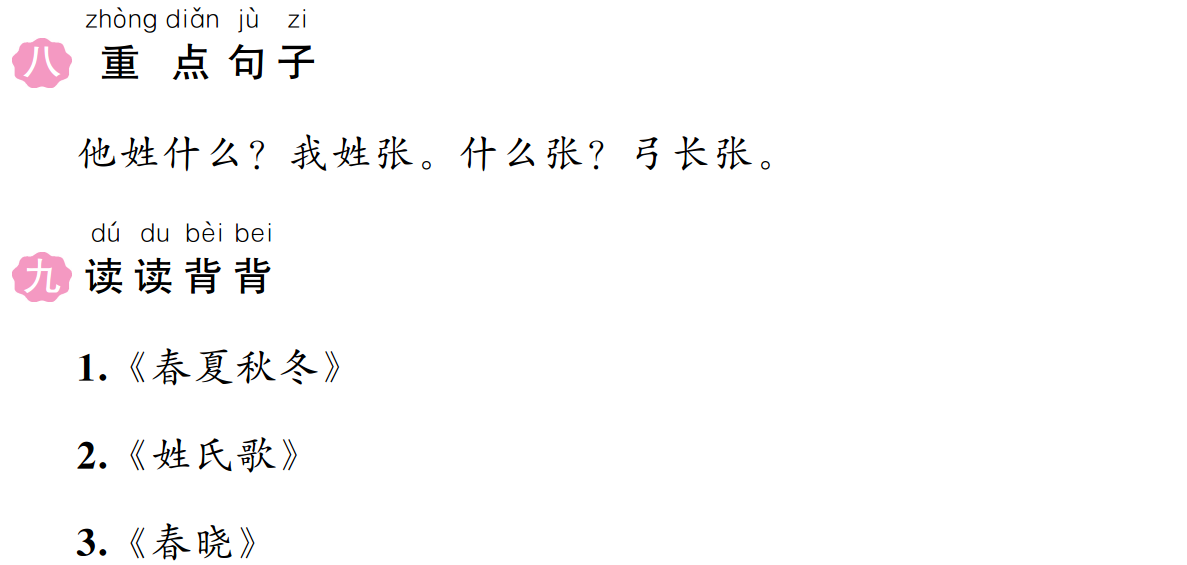 zhòng diǎn jù zi
八 重点句子
他姓什么？我姓张。什么张？弓长张。
dú du bèi bei
九 读读背背
1.《春夏秋冬》
2.《姓氏歌》
3.《春晓》